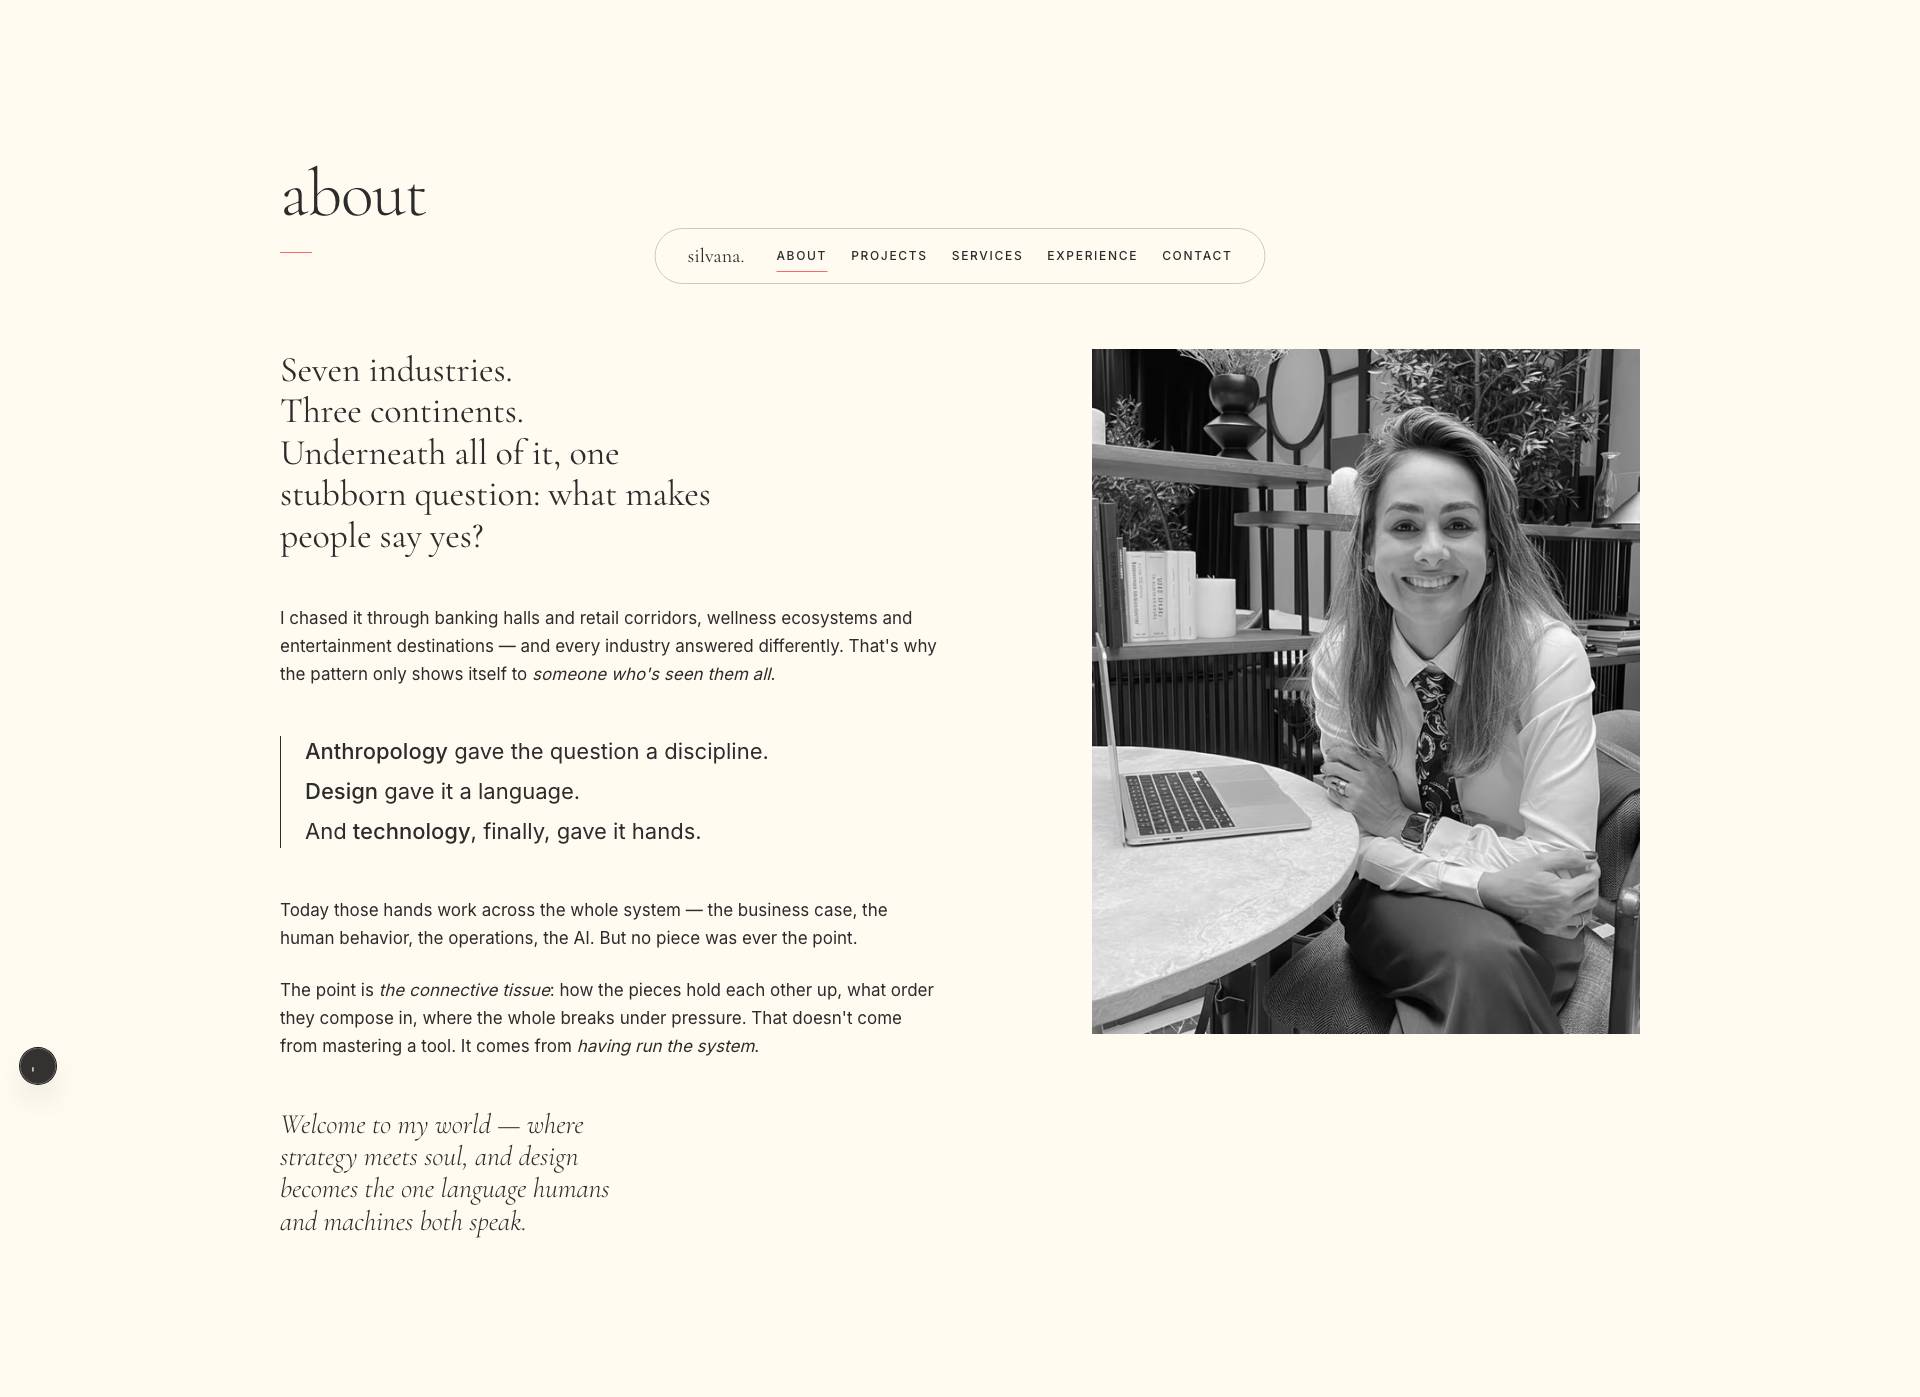 about
silvana. ABOUT PROJECTS SERVICES EXPERIENCE CONTACT
Seven industries.
Three continents.
Underneath all of it, one
stubborn question: what makes
people say yes?
I chased it through banking halls and retail corridors, wellness ecosystems and
entertainment destinations — and every industry answered differently. That's why
the pattern only shows itself to someone who's seen them all.
Anthropology gave the question a discipline.
Design gave it a language.
And technology, finally, gave it hands.
Today those hands work across the whole system — the business case, the
human behavior, the operations, the AI. But no piece was ever the point.
The point is the connective tissue: how the pieces hold each other up, what order
they compose in, where the whole breaks under pressure. That doesn't come
from mastering a tool. It comes from having run the system.
Welcome to my world — where
strategy meets soul, and design
becomes the one language humans
and machines both speak.